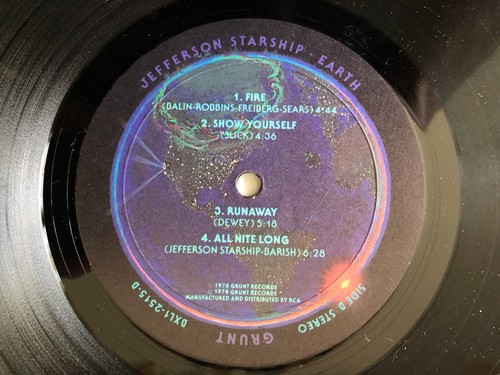 JEFFERSON STARSHIP · EARTH
1. FIRE
(BALIN-ROBBINS-FREIBERG-SEARS) 4:44
2. SHOW YOURSELF
(SLICK) 4:36
3. RUNAWAY
(DEWEY) 5:18
4. ALL NITE LONG
(JEFFERSON STARSHIP-BARISH) 6:28
℗ 1978 GRUNT RECORDS
© 1978 GRUNT RECORDS
MANUFACTURED AND DISTRIBUTED BY RCA
DXL1-2515-D
GRUNT
SIDE D STEREO